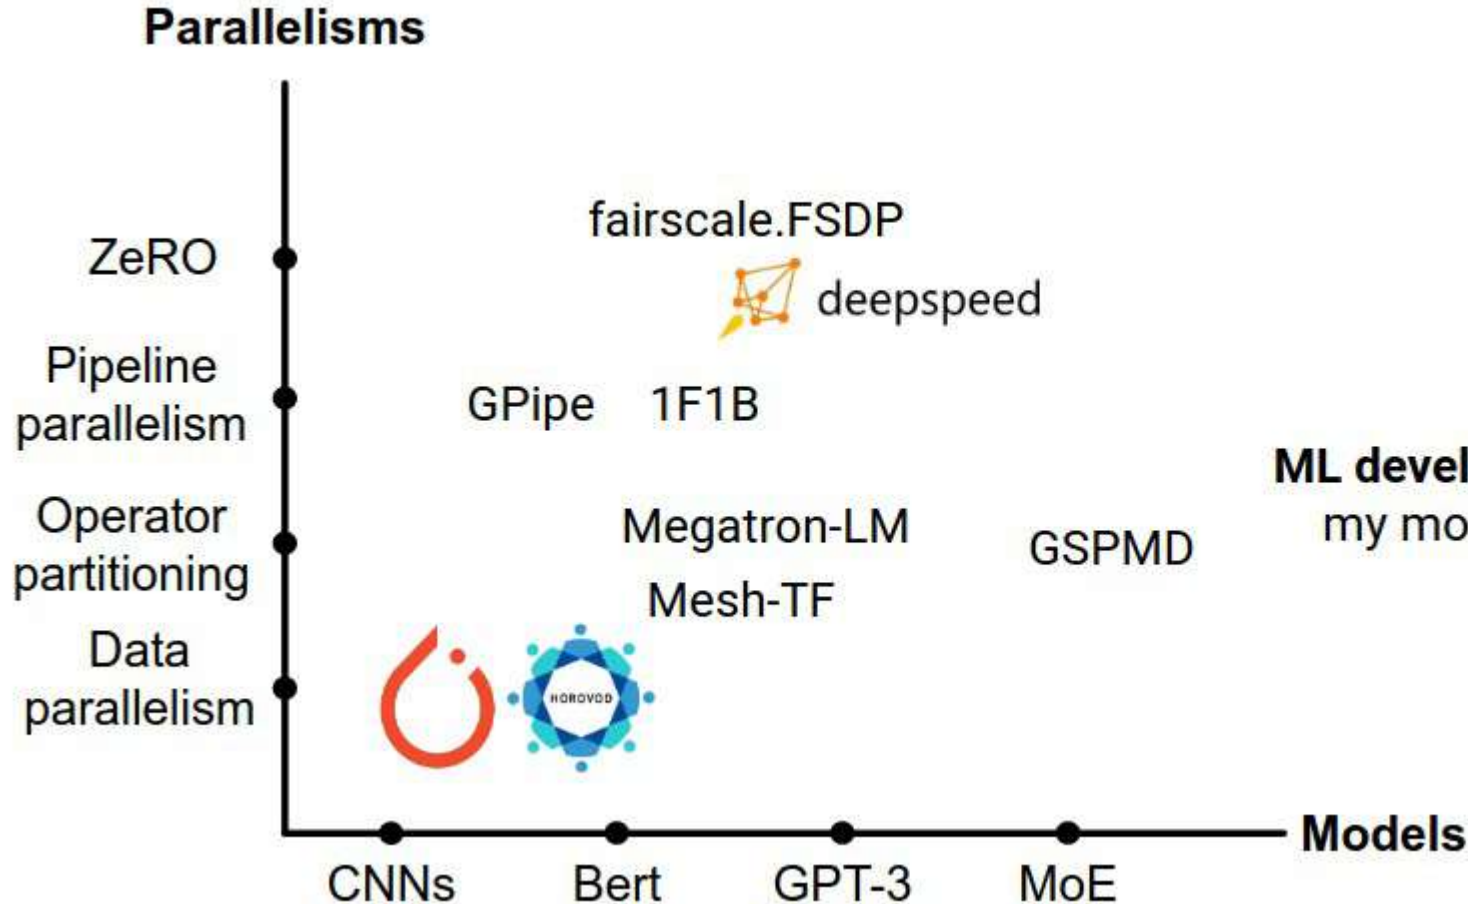 Parallelisms
fairscale.FSDP
ZeRO
deepspeed
Pipeline
parallelism
GPipe 1F1B
ML devel
my mo
Operator
partitioning
Megatron-LM
GSPMD
Mesh-TF
Data
parallelism
HOROVOD
Models
CNNs Bert GPT-3 MoE